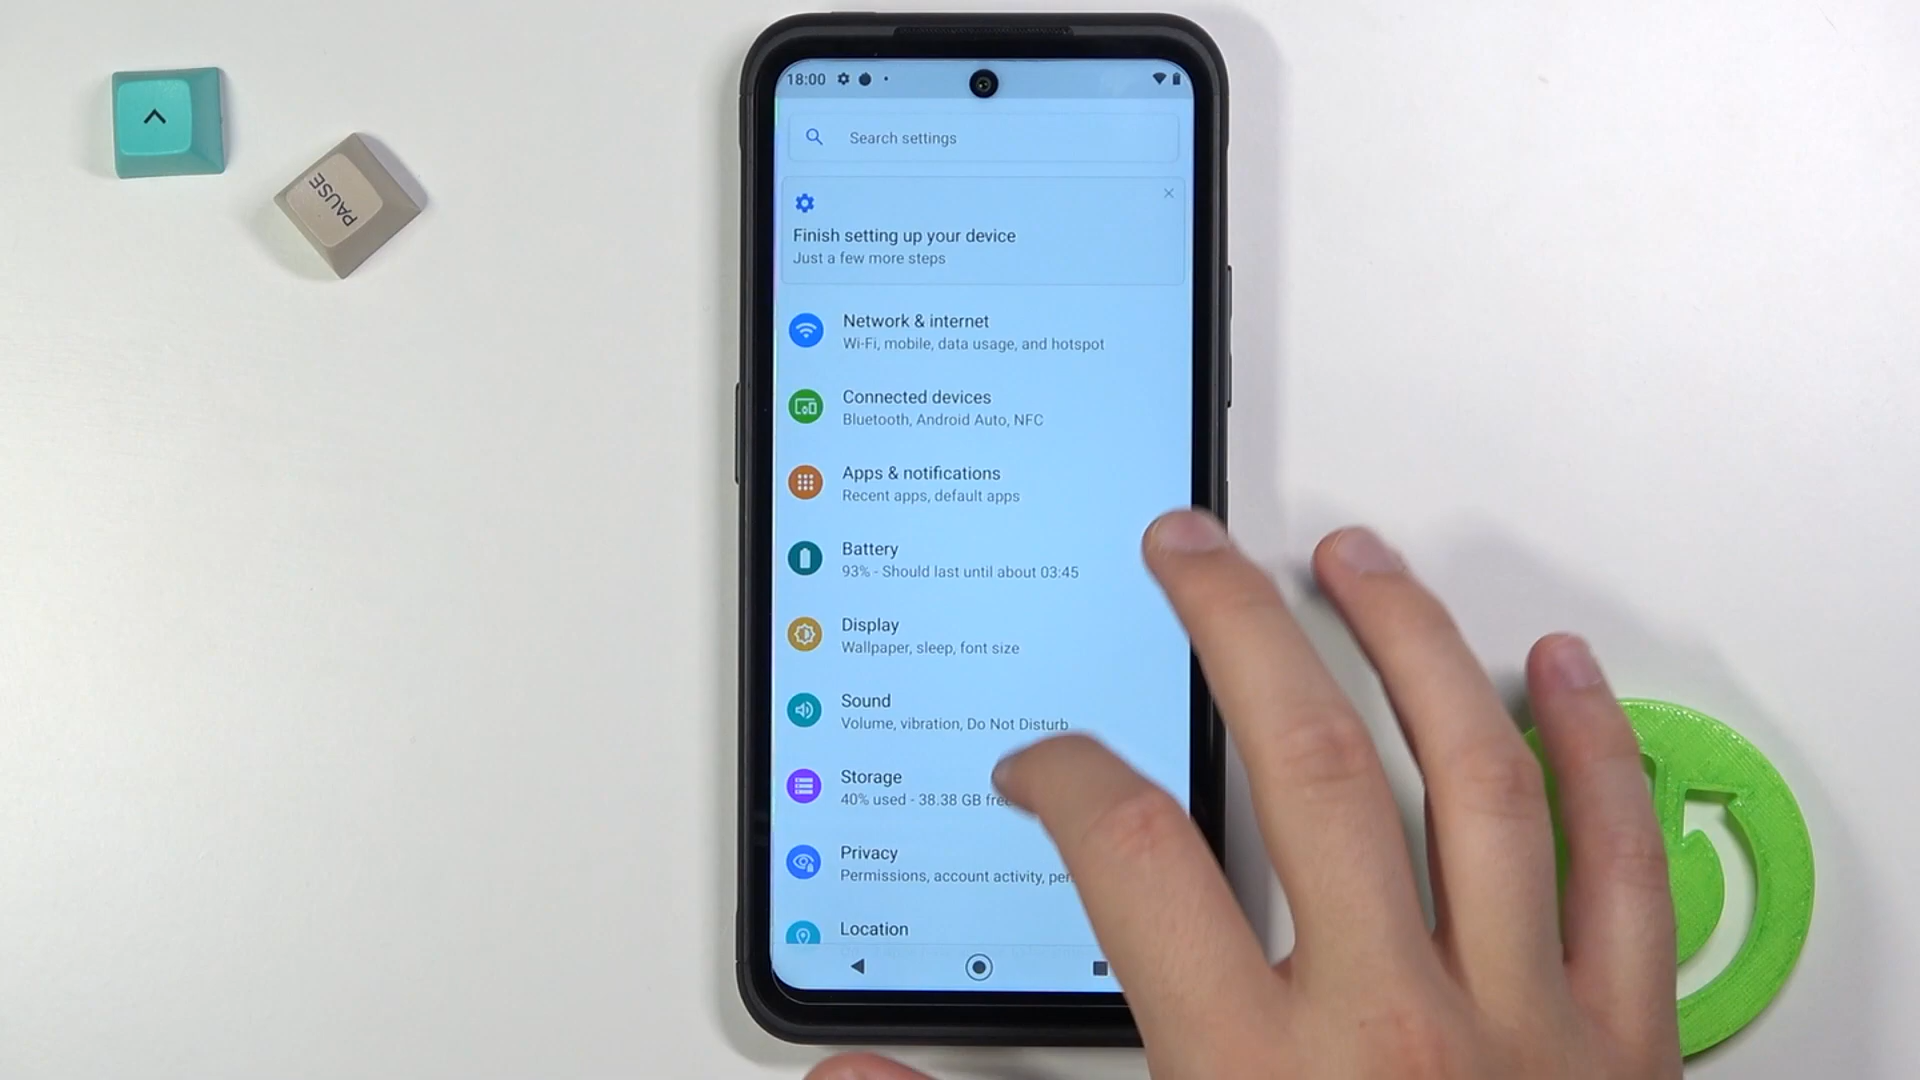 PAUSE
18:00
Search settings
Finish setting up your device
Just a few more steps
Network & internet
Wi-Fi, mobile, data usage, and hotspot
Connected devices
Bluetooth, Android Auto, NFC
Apps & notifications
Recent apps, default apps
Battery
93% - Should last until about 03:45
Display
Wallpaper, sleep, font size
Sound
Volume, vibration, Do Not Disturb
Storage
40% used - 38.38 GB free
Privacy
Permissions, account activity,
Location